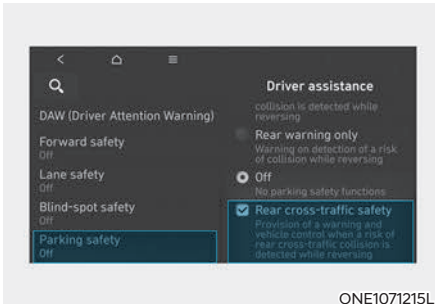 Driver assistance
DAW (Driver Attention Warning)
Forward safety
Off
Lane safety
Off
Blind-spot safety
Off
Parking safety
Off
collision is detected while
reversing
Rear warning only
Warning on detection of a risk
of collision while reversing
Off
No parking safety functions
Rear cross-traffic safety
Provision of a warning and
vehicle control when a risk of
rear cross-traffic collision is
detected while reversing
ONE1071215L